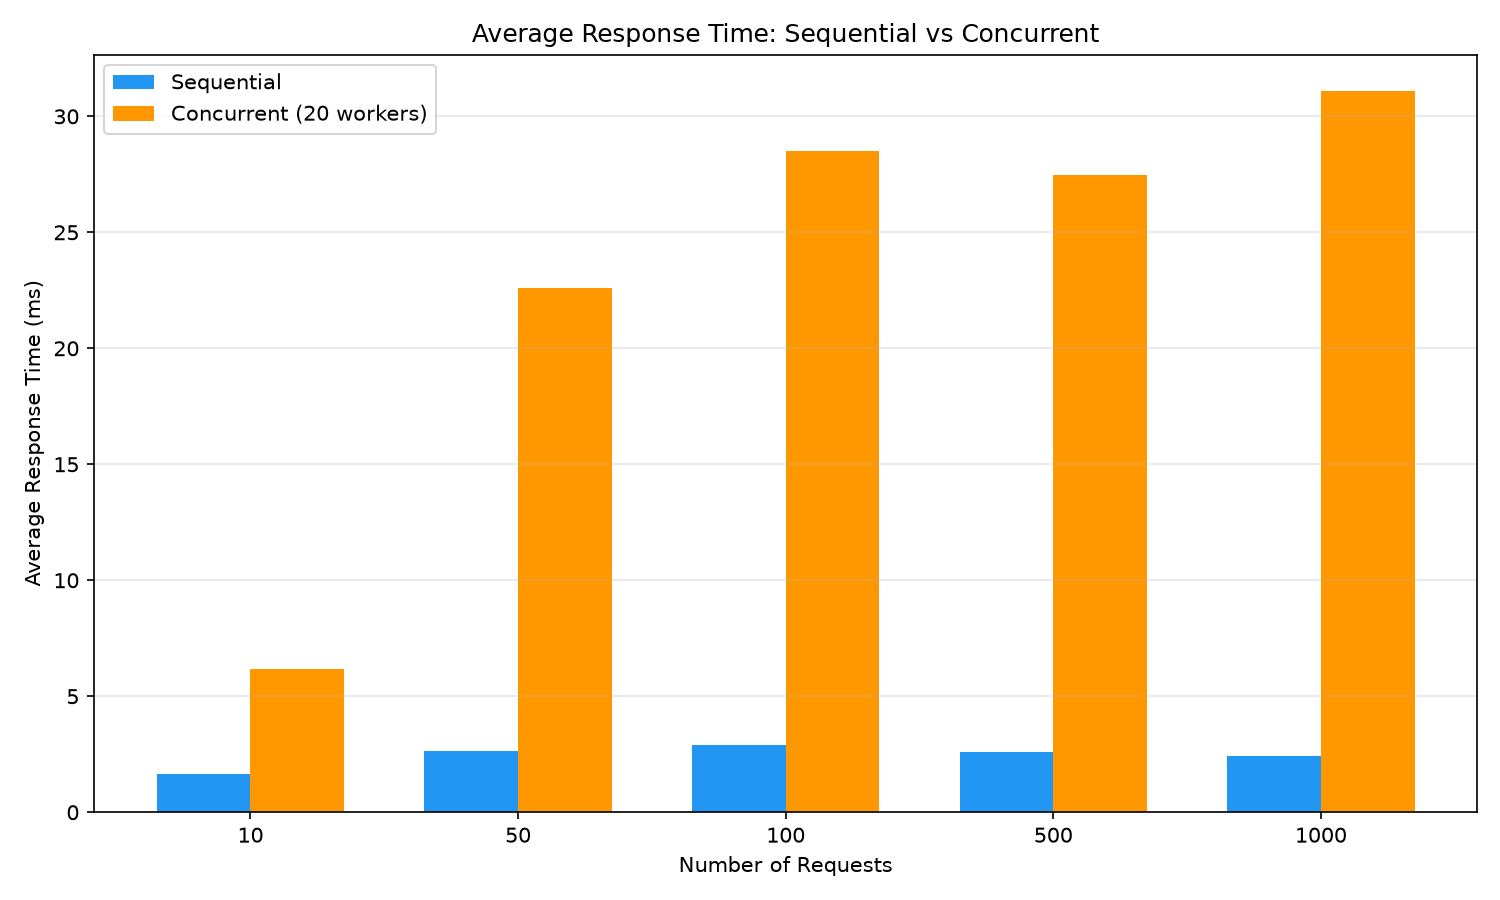 Average Response Time: Sequential vs Concurrent
Sequential
Concurrent (20 workers)
Average Response Time (ms)
30
25
20
15
10
5
0
10 50 100 500 1000
Number of Requests